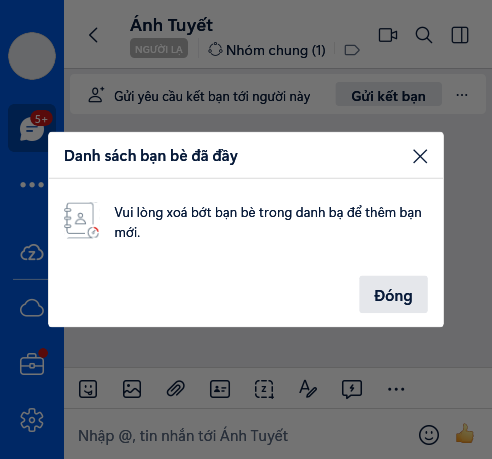 Ánh Tuyết
NGƯỜI LẠ
Nhóm chung (1)
5+
Gửi yêu cầu kết bạn tới người này
Gửi kết bạn
Danh sách bạn bè đã đầy
Vui lòng xoá bớt bạn bè trong danh bạ để thêm bạn
mới.
Đóng
Nhập @, tin nhắn tới Ánh Tuyết